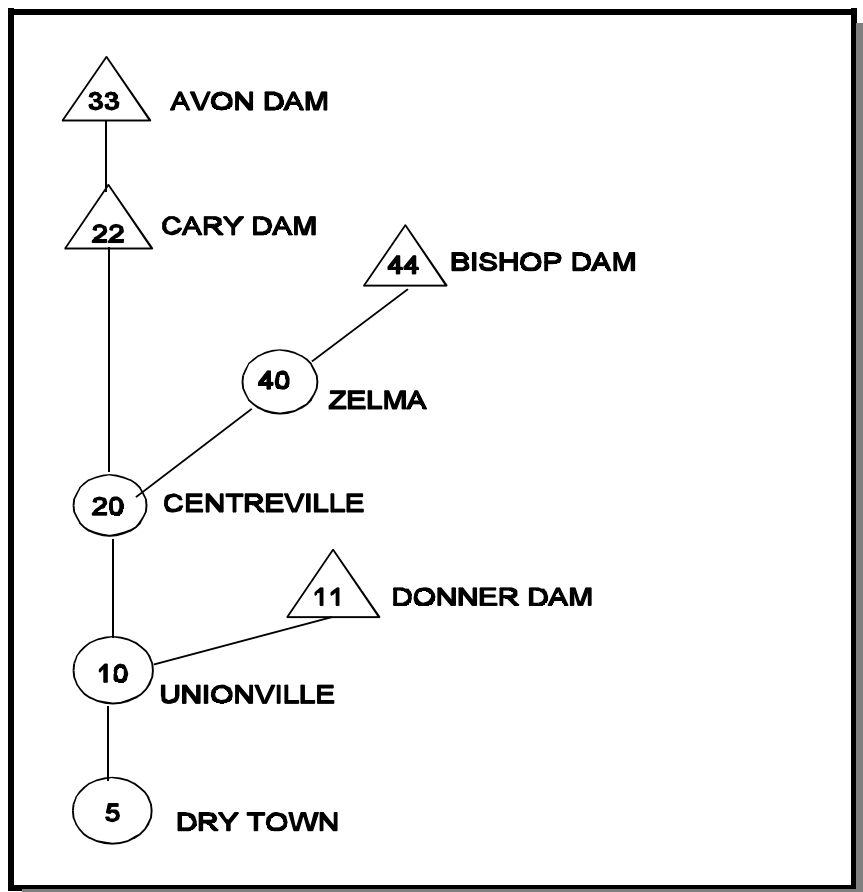 33 AVON DAM
22 CARY DAM
44 BISHOP DAM
40 ZELMA
20 CENTREVILLE
11 DONNER DAM
10 UNIONVILLE
5 DRY TOWN